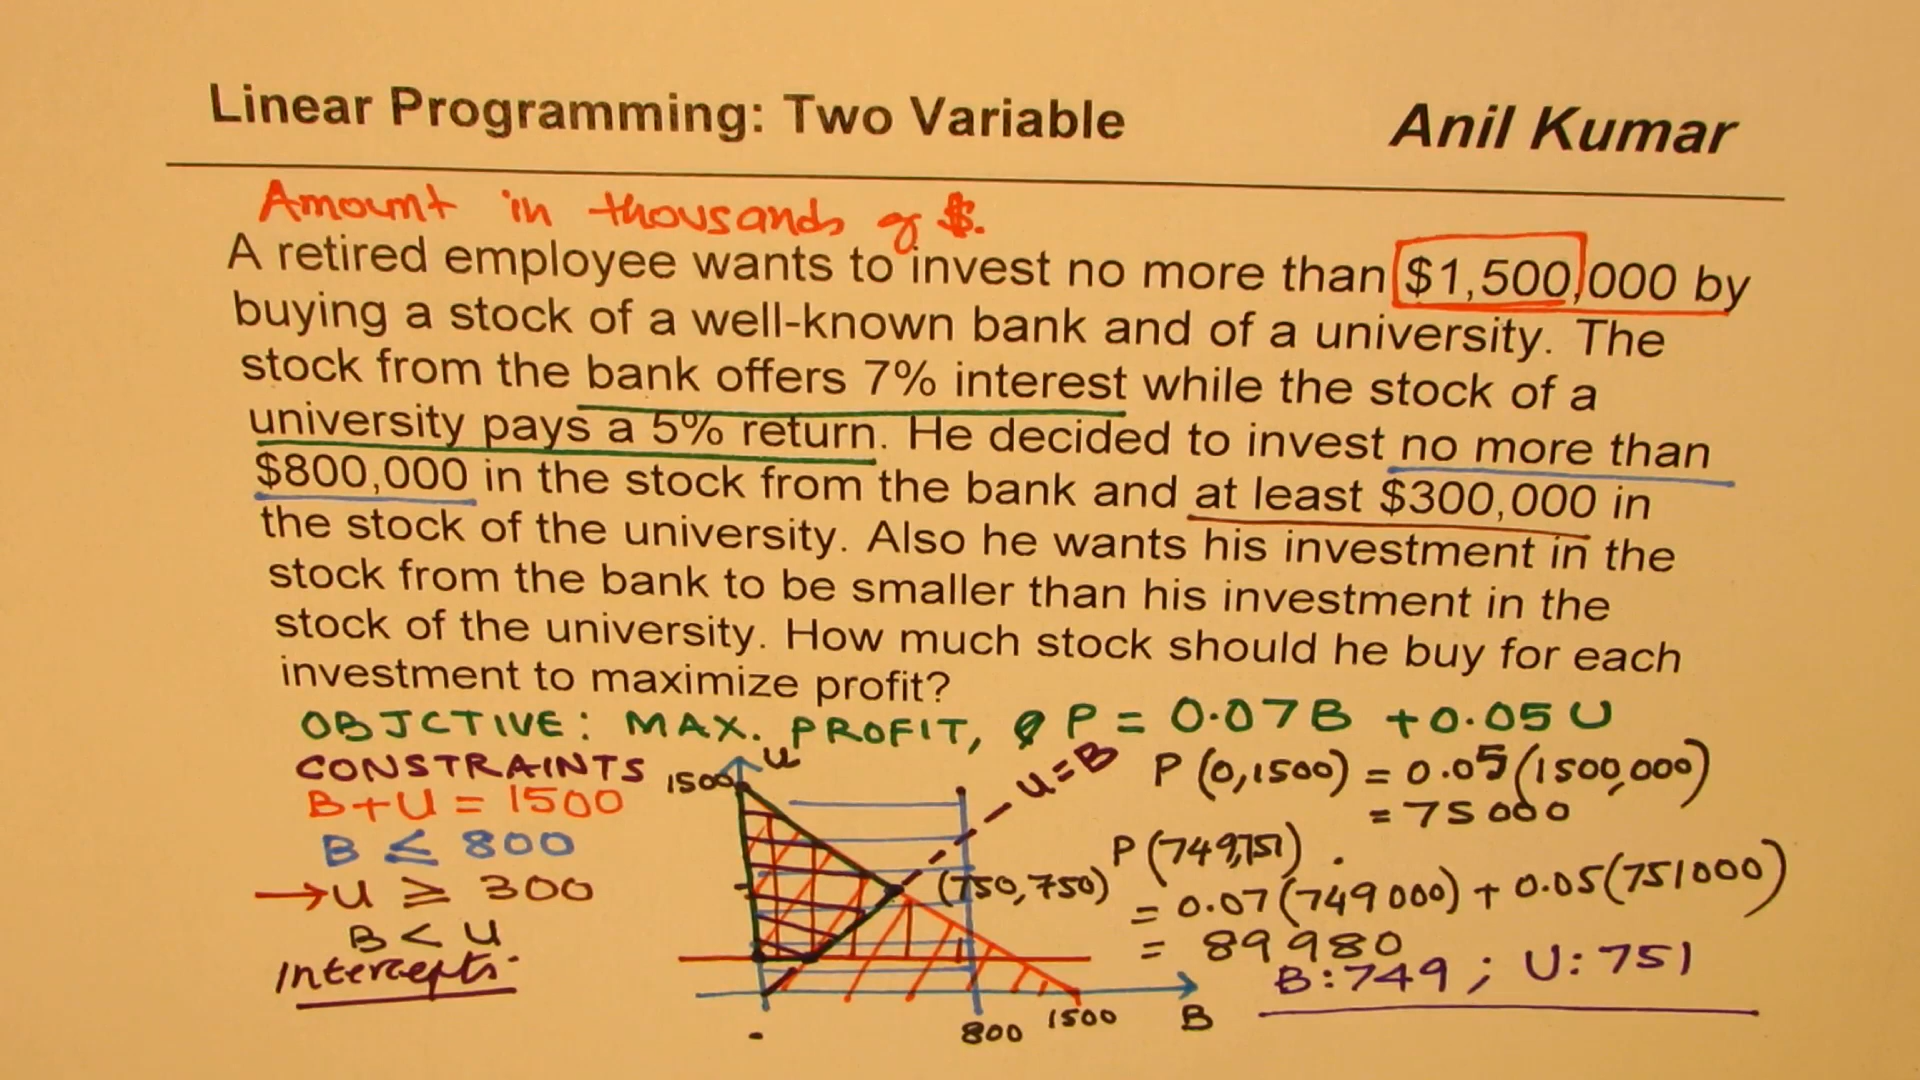 Linear Programming: Two Variable
Anil Kumar
Amount in thousands of $.
A retired employee wants to invest no more than $1,500,000 by
buying a stock of a well-known bank and of a university. The
stock from the bank offers 7% interest while the stock of a
university pays a 5% return. He decided to invest no more than
$800,000 in the stock from the bank and at least $300,000 in
the stock of the university. Also he wants his investment in the
stock from the bank to be smaller than his investment in the
stock of the university. How much stock should he buy for each
investment to maximize profit?
OBJCTIVE: MAX. PROFIT, P = 0.07B + 0.05U
CONSTRAINTS
B+U = 1500
B ≤ 800
→ U ≥ 300
B < U
Intercepts.
1500
U
U=B
(750,750)
800
1500
B
P(0,1500) = 0.05(1500,000)
= 75000
P(749,751).
= 0.07(749000) + 0.05(751000)
= 89980
B:749 ; U:751